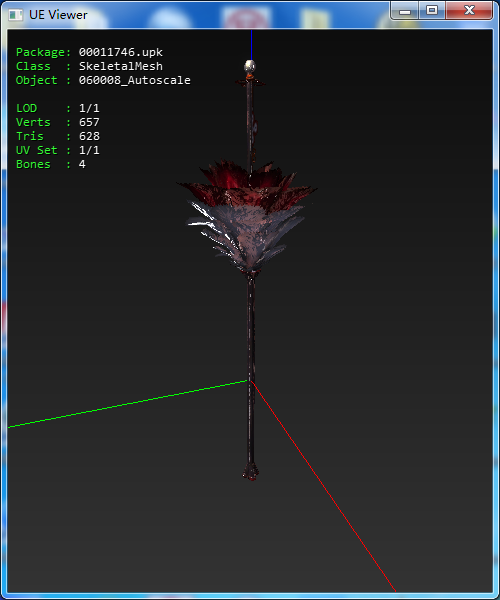 UE Viewer
Package: 00011746.upk
Class : SkeletalMesh
Object : 060008_Autoscale
LOD : 1/1
Verts : 657
Tris : 628
UV Set : 1/1
Bones : 4